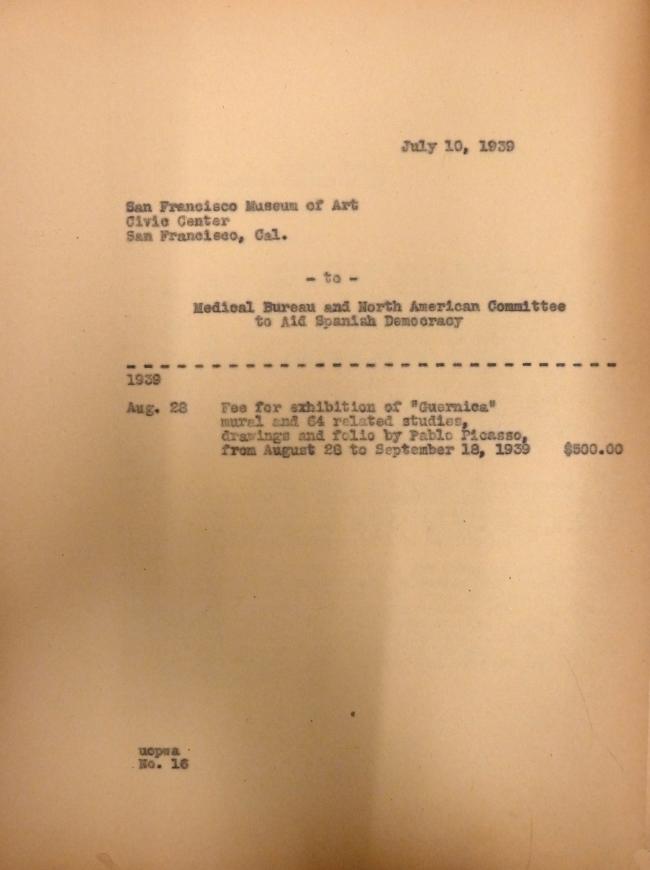 July 10, 1939
San Francisco Museum of Art
Civic Center
San Francisco, Cal.
- to -
Medical Bureau and North American Committee
to Aid Spanish Democracy
1939
Aug. 28 Fee for exhibition of "Guernica"
mural and 64 related studies,
drawings and folio by Pablo Picasso,
from August 28 to September 18, 1939 $500.00
uopwa
No. 16